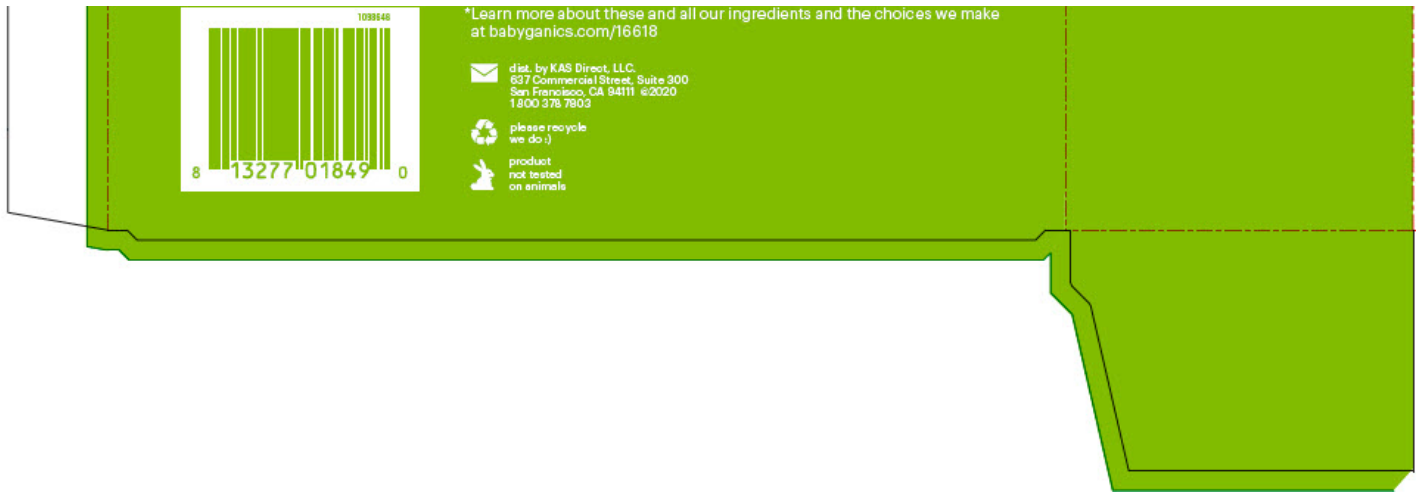 1093646
8 13277 01849 0
*Learn more about these and all our ingredients and the choices we make
at babyganics.com/16618
dist. by KAS Direct, LLC.
637 Commercial Street, Suite 300
San Francisco, CA 94111 ©2020
1 800 378 7803
please recycle
we do :)
product
not tested
on animals